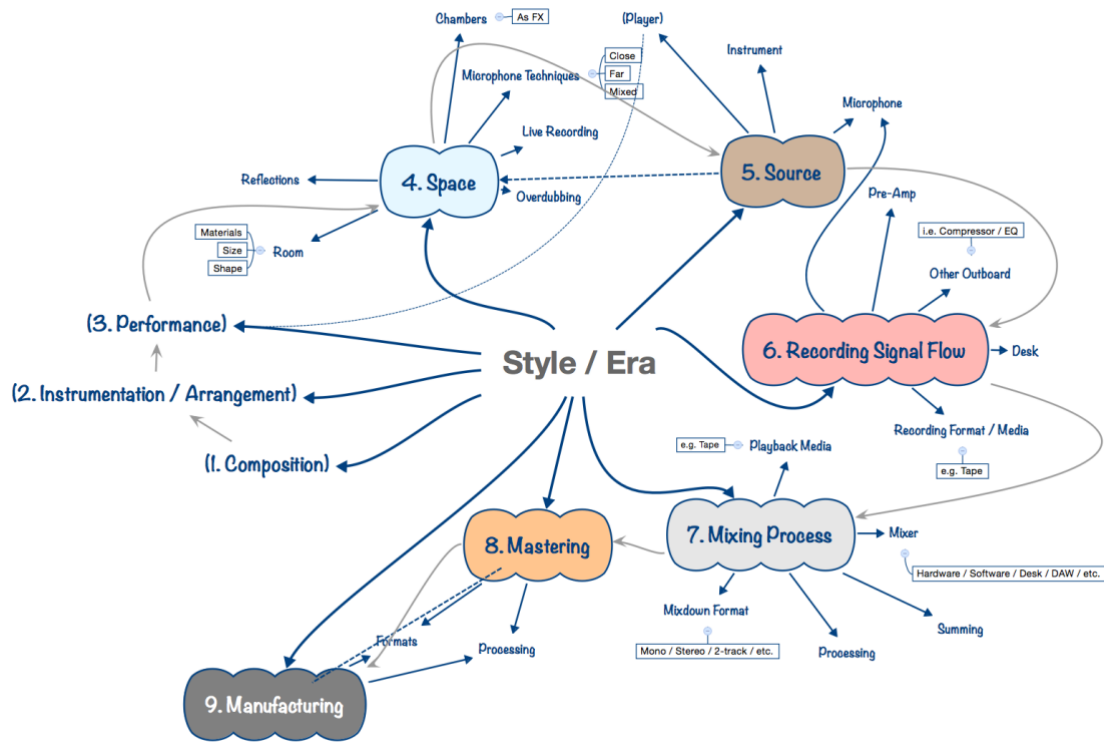 Chambers
As FX
(Player)
Instrument
Close
Far
Mixed
Microphone Techniques
Microphone
Live Recording
4. Space
5. Source
Reflections
Overdubbing
Pre-Amp
Materials
Size
Shape
Room
i.e. Compressor / EQ
Other Outboard
(3. Performance)
6. Recording Signal Flow
Desk
Style / Era
(2. Instrumentation / Arrangement)
Recording Format / Media
e.g. Tape
(1. Composition)
e.g. Tape
Playback Media
8. Mastering
7. Mixing Process
Mixer
Hardware / Software / Desk / DAW / etc.
Mixdown Format
Mono / Stereo / 2-track / etc.
Summing
Processing
Formats
Processing
9. Manufacturing